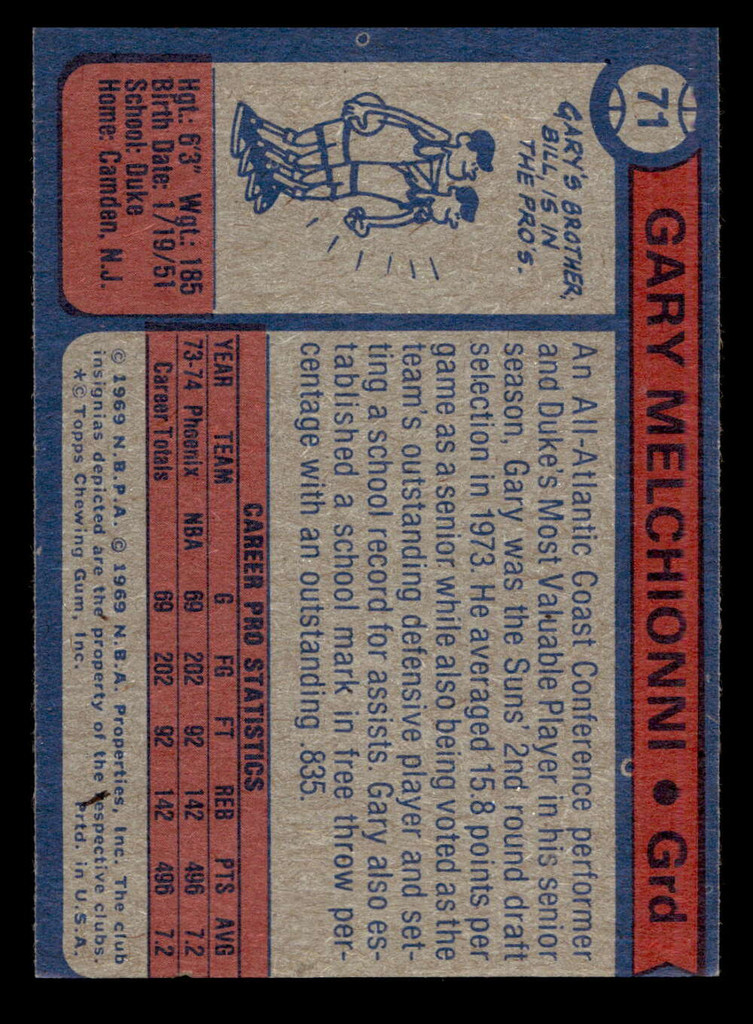 71
GARY MELCHIONNI • Grd
GARY'S BROTHER,
BILL, IS IN
THE PRO'S.
Hgt.: 6'3" Wgt.: 185
Birth Date: 1/19/51
School: Duke
Home: Camden, N.J.
An All-Atlantic Coast Conference performer
and Duke's Most Valuable Player in his senior
season, Gary was the Suns' 2nd round draft
selection in 1973. He averaged 15.8 points per
game as a senior while also being voted as the
team's outstanding defensive player and set-
ting a school record for assists. Gary also es-
tablished a school mark in free throw per-
centage with an outstanding .835.
CAREER PRO STATISTICS
YEAR TEAM G FG FT REB PTS AVG
73-74 Phoenix NBA 69 202 92 142 496 7.2
Career Totals 69 202 92 142 496 7.2
© 1969 N.B.P.A. © 1969 N.B.A. Properties, Inc. The club
insignias depicted are the property of the respective clubs.
*© Topps Chewing Gum, Inc. Prtd. in U.S.A.